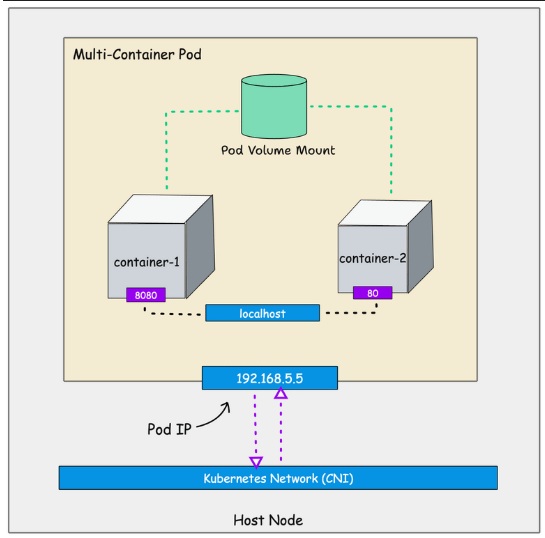 Multi-Container Pod
Pod Volume Mount
container-1
container-2
8080
80
localhost
192.168.5.5
Pod IP
Kubernetes Network (CNI)
Host Node